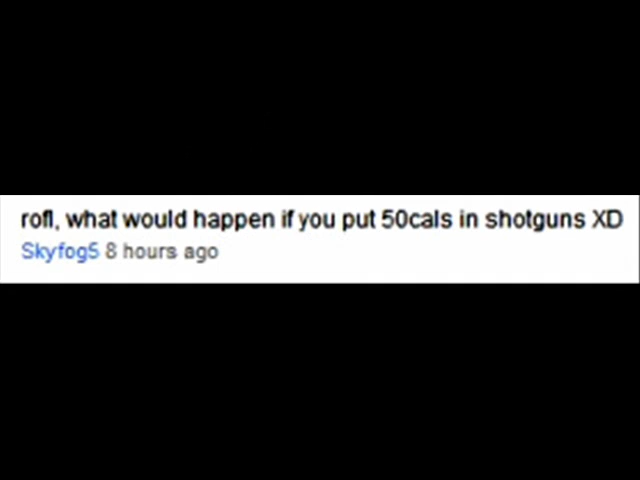 rofl, what would happen if you put 50cals in shotguns XD
Skyfog5 8 hours ago